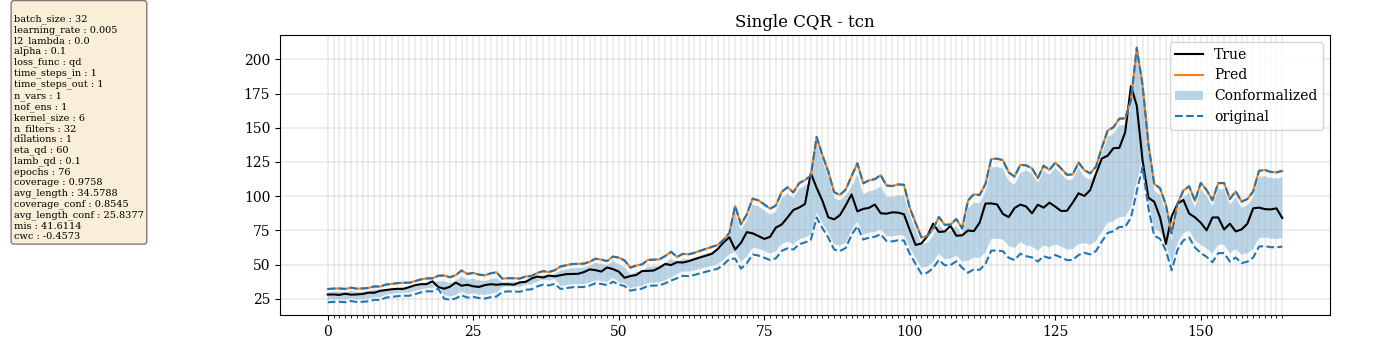 batch_size : 32
learning_rate : 0.005
l2_lambda : 0.0
alpha : 0.1
loss_func : qd
time_steps_in : 1
time_steps_out : 1
n_vars : 1
nof_ens : 1
kernel_size : 6
n_filters : 32
dilations : 1
eta_qd : 60
lamb_qd : 0.1
epochs : 76
coverage : 0.9758
avg_length : 34.5788
coverage_conf : 0.8545
avg_length_conf : 25.8377
mis : 41.6114
cwc : -0.4573
Single CQR - tcn
True
Pred
Conformalized
original
200
175
150
125
100
75
50
25
0 25 50 75 100 125 150